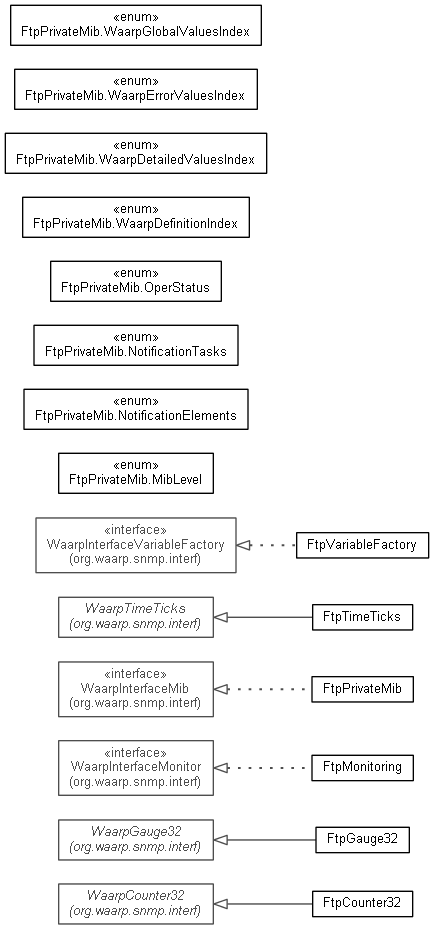 «enum»
FtpPrivateMib.WaarpGlobalValuesIndex
«enum»
FtpPrivateMib.WaarpErrorValuesIndex
«enum»
FtpPrivateMib.WaarpDetailedValuesIndex
«enum»
FtpPrivateMib.WaarpDefinitionIndex
«enum»
FtpPrivateMib.OperStatus
«enum»
FtpPrivateMib.NotificationTasks
«enum»
FtpPrivateMib.NotificationElements
«enum»
FtpPrivateMib.MibLevel
«interface»
WaarpInterfaceVariableFactory
(org.waarp.snmp.interf)
FtpVariableFactory
WaarpTimeTicks
(org.waarp.snmp.interf)
FtpTimeTicks
«interface»
WaarpInterfaceMib
(org.waarp.snmp.interf)
FtpPrivateMib
«interface»
WaarpInterfaceMonitor
(org.waarp.snmp.interf)
FtpMonitoring
WaarpGauge32
(org.waarp.snmp.interf)
FtpGauge32
WaarpCounter32
(org.waarp.snmp.interf)
FtpCounter32